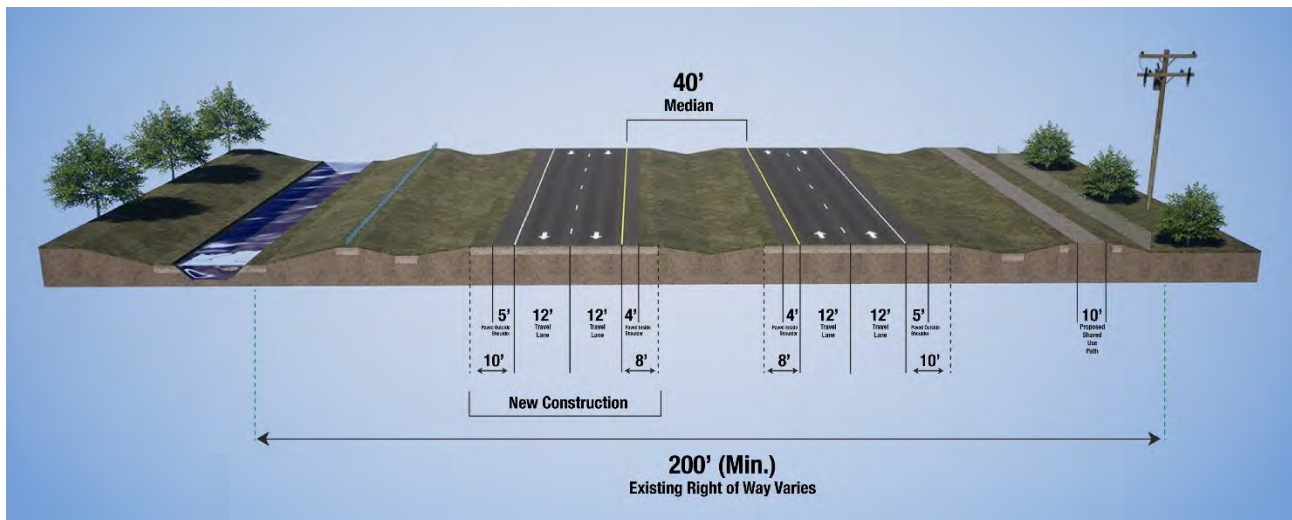 40'
Median
5'
Paved Outside
Shoulder
12'
Travel
Lane
12'
Travel
Lane
4'
Paved Inside
Shoulder
4'
Paved Inside
Shoulder
12'
Travel
Lane
12'
Travel
Lane
5'
Paved Outside
Shoulder
10'
Proposed
Shared
Use
Path
10'
8'
8'
10'
New Construction
200' (Min.)
Existing Right of Way Varies